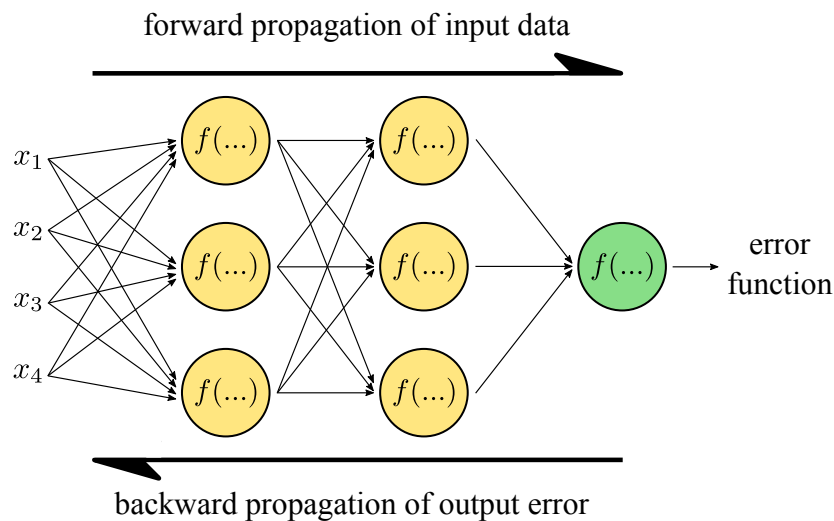 forward propagation of input data
x1
x2
x3
x4
f(...)
f(...)
f(...)
f(...)
f(...)
f(...)
f(...)
error
function
backward propagation of output error